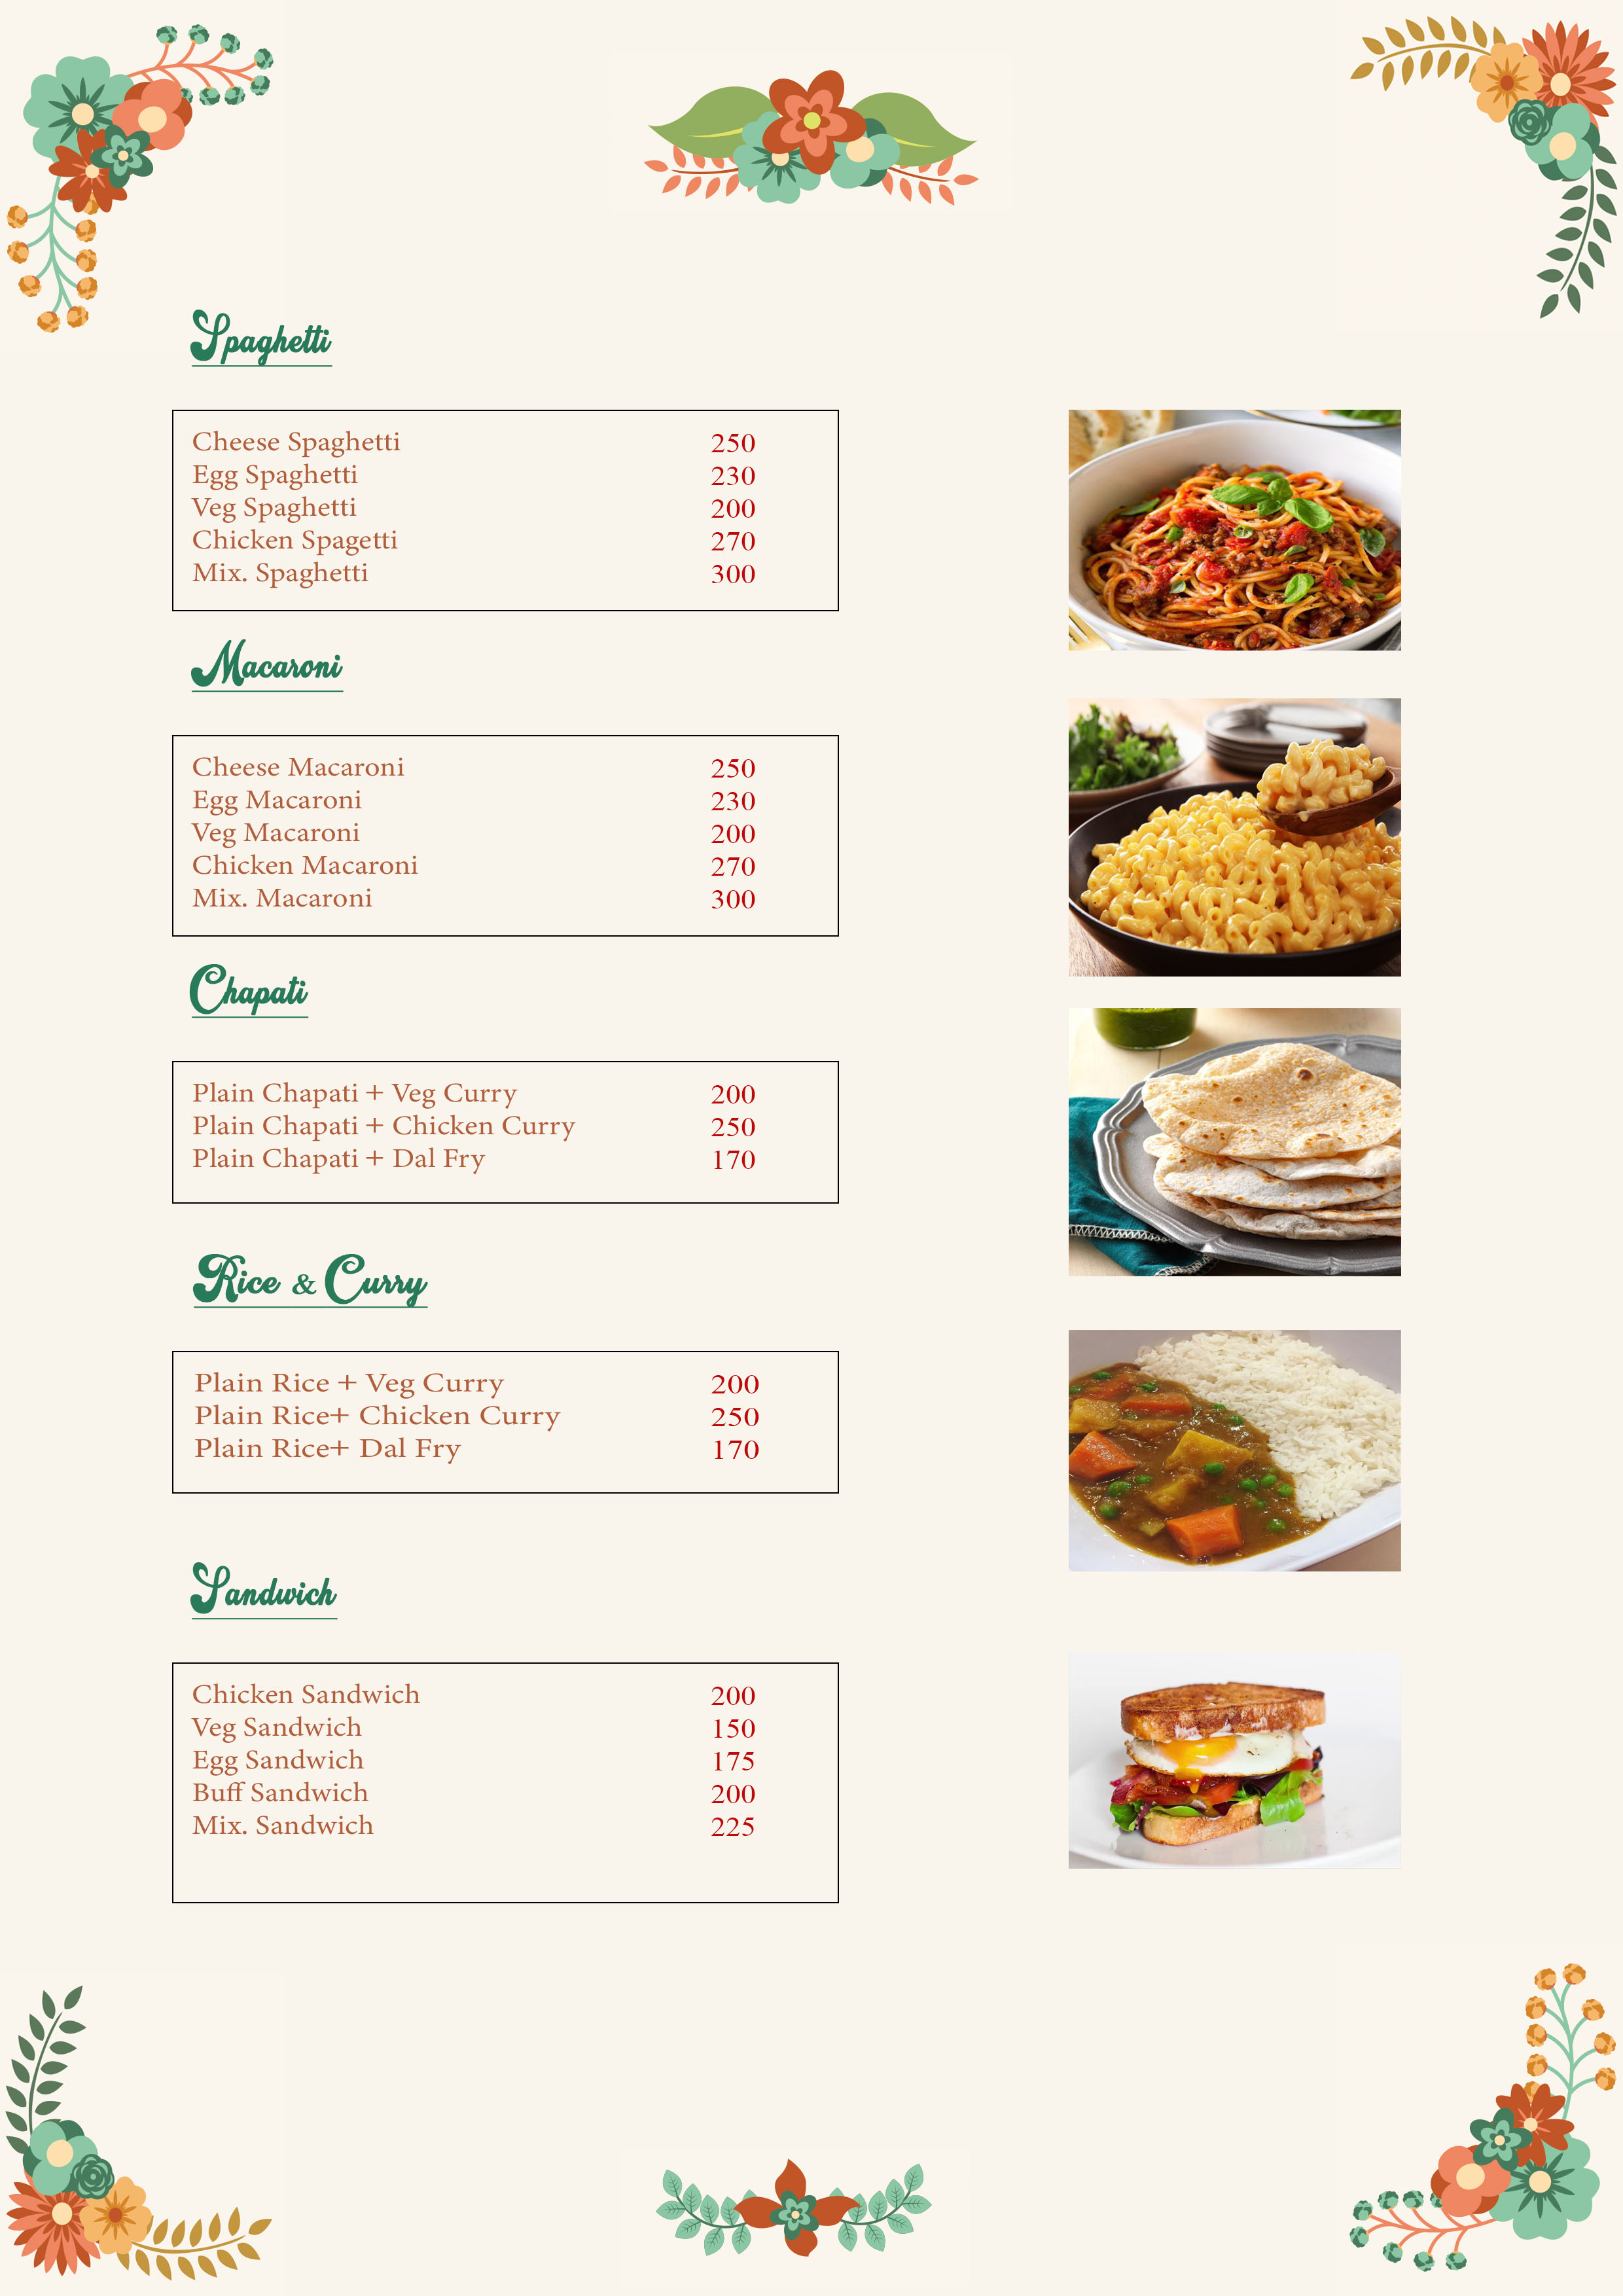 Spaghetti
Cheese Spaghetti 250
Egg Spaghetti 230
Veg Spaghetti 200
Chicken Spagetti 270
Mix. Spaghetti 300
Macaroni
Cheese Macaroni 250
Egg Macaroni 230
Veg Macaroni 200
Chicken Macaroni 270
Mix. Macaroni 300
Chapati
Plain Chapati + Veg Curry 200
Plain Chapati + Chicken Curry 250
Plain Chapati + Dal Fry 170
Rice & Curry
Plain Rice + Veg Curry 200
Plain Rice+ Chicken Curry 250
Plain Rice+ Dal Fry 170
Sandwich
Chicken Sandwich 200
Veg Sandwich 150
Egg Sandwich 175
Buff Sandwich 200
Mix. Sandwich 225